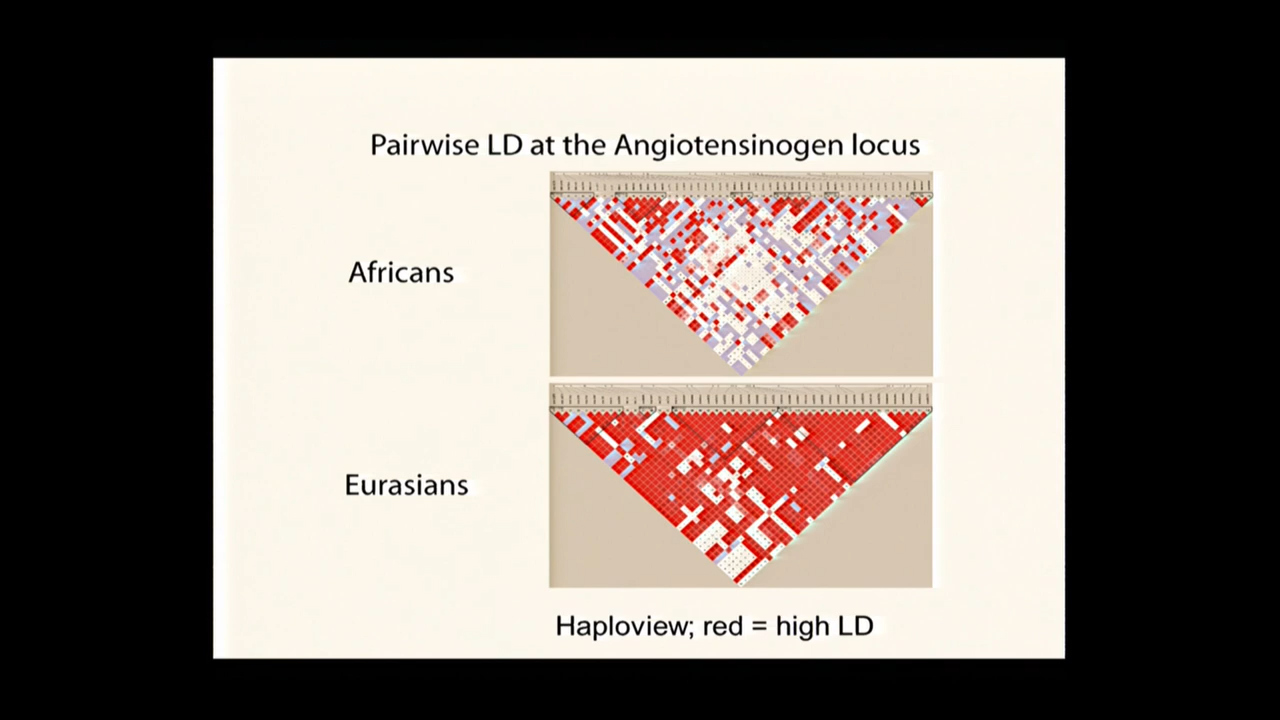 Pairwise LD at the Angiotensinogen locus
Africans
Eurasians
Haploview; red = high LD